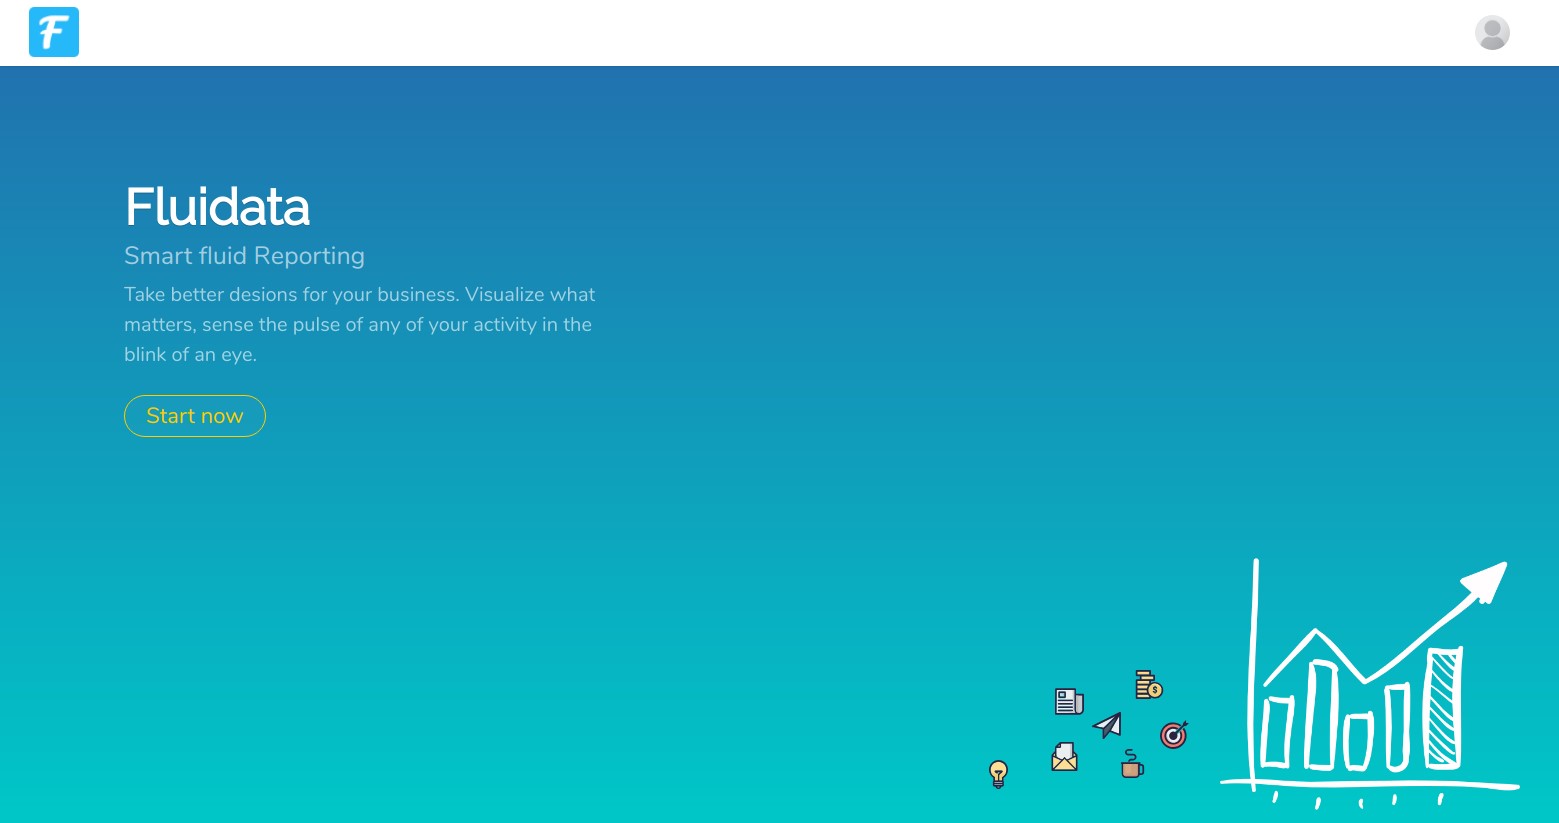 F
Fluidata
Smart fluid Reporting
Take better desions for your business. Visualize what
matters, sense the pulse of any of your activity in the
blink of an eye.
Start now
$